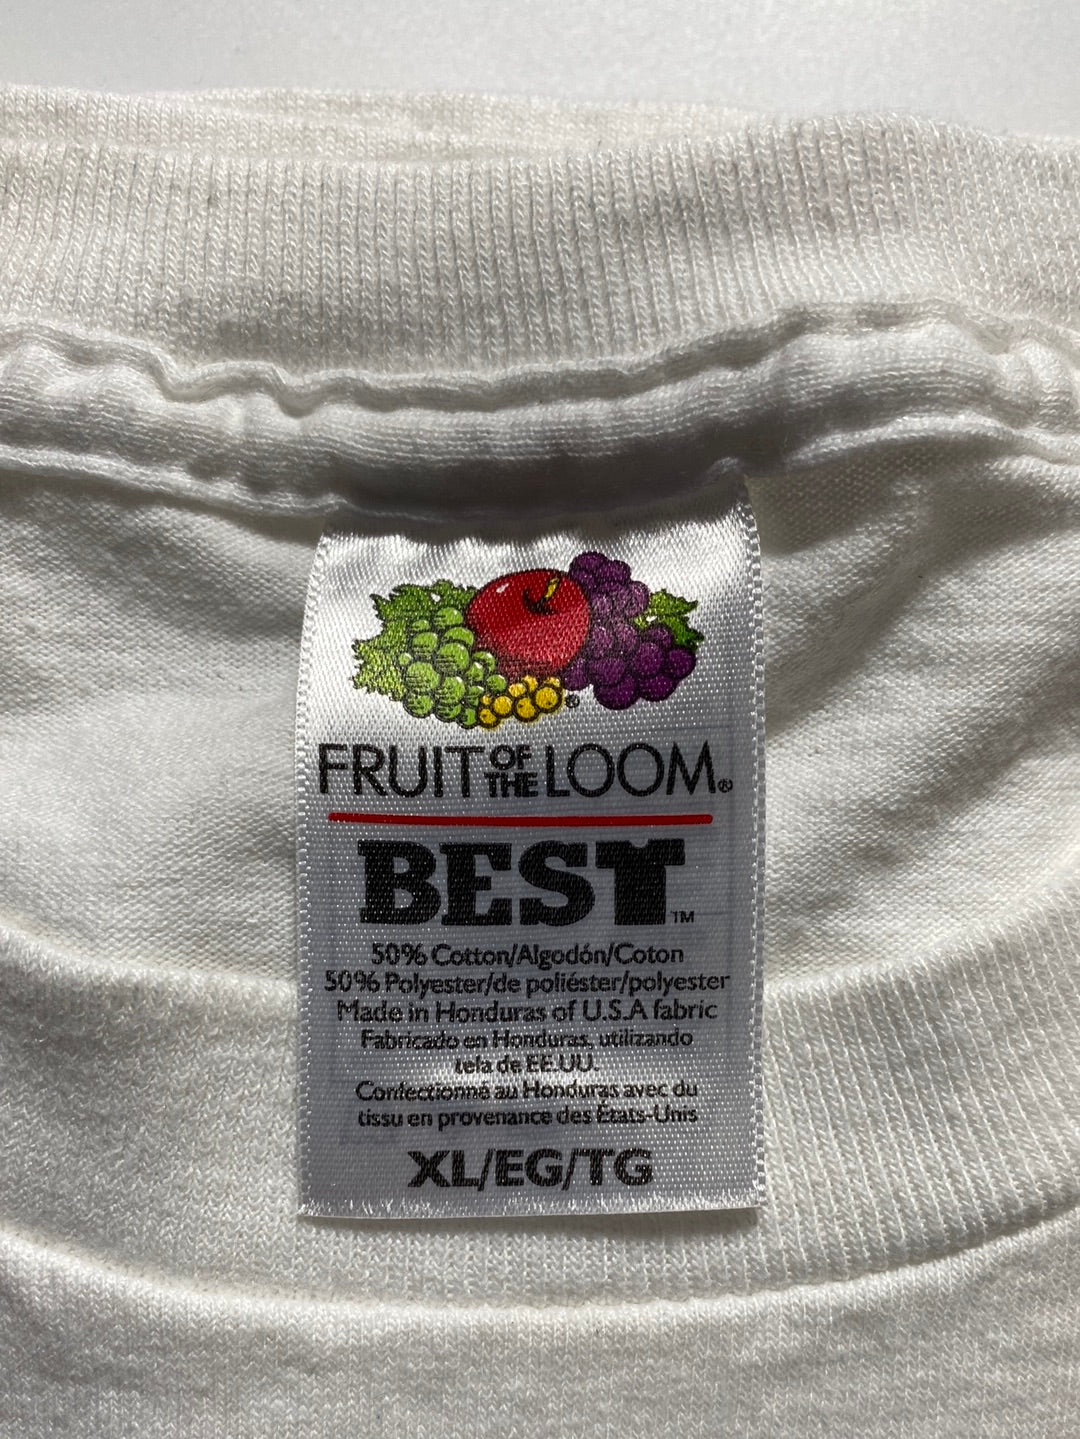 FRUIT OF THE LOOM®
BEST™
50% Cotton/Algodón/Coton
50% Polyester/de poliéster/polyester
Made in Honduras of U.S.A fabric
Fabricado en Honduras, utilizando
tela de EE.UU.
Confectionné au Honduras avec du
tissu en provenance des États-Unis
XL/EG/TG